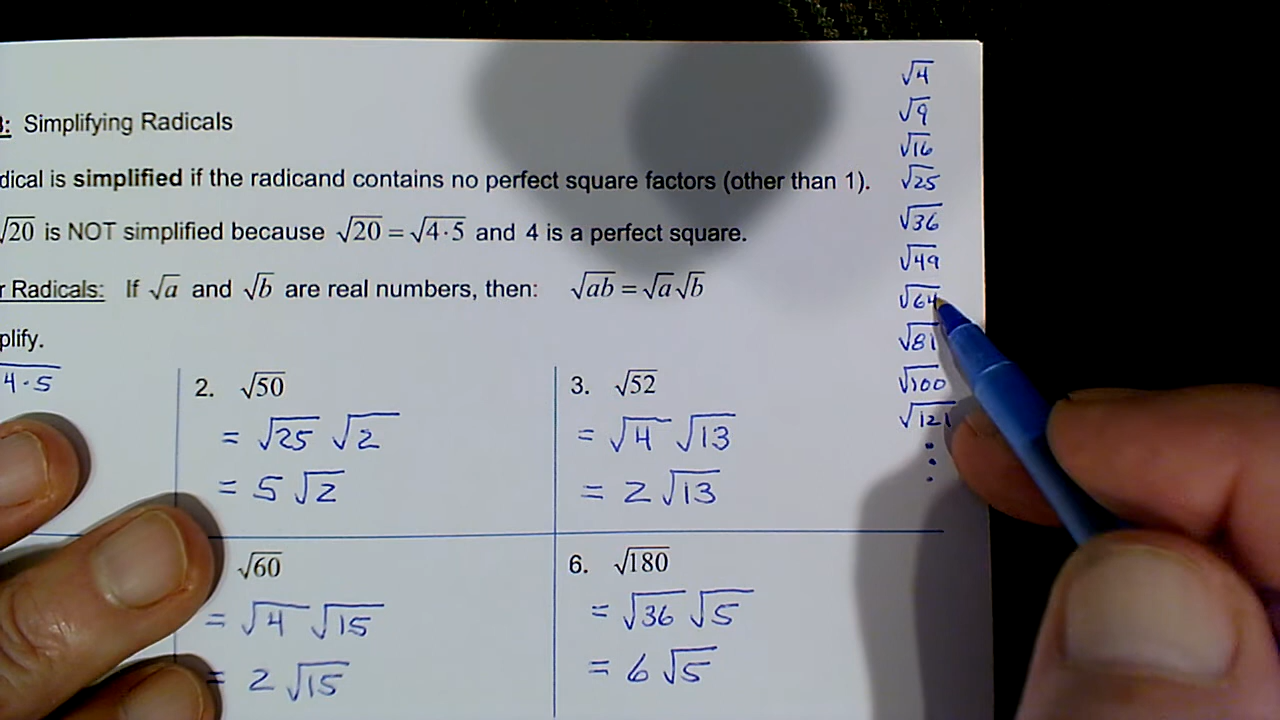 : Simplifying Radicals
dical is simplified if the radicand contains no perfect square factors (other than 1).
√20 is NOT simplified because √20 = √4·5 and 4 is a perfect square.
r Radicals: If √a and √b are real numbers, then: √ab = √a√b
plify.
4·5
2. √50
= √25 √2
= 5√2
3. √52
= √4 √13
= 2√13
√60
= √4 √15
= 2√15
6. √180
= √36 √5
= 6√5
√4
√9
√16
√25
√36
√49
√64
√81
√100
√121
⋮